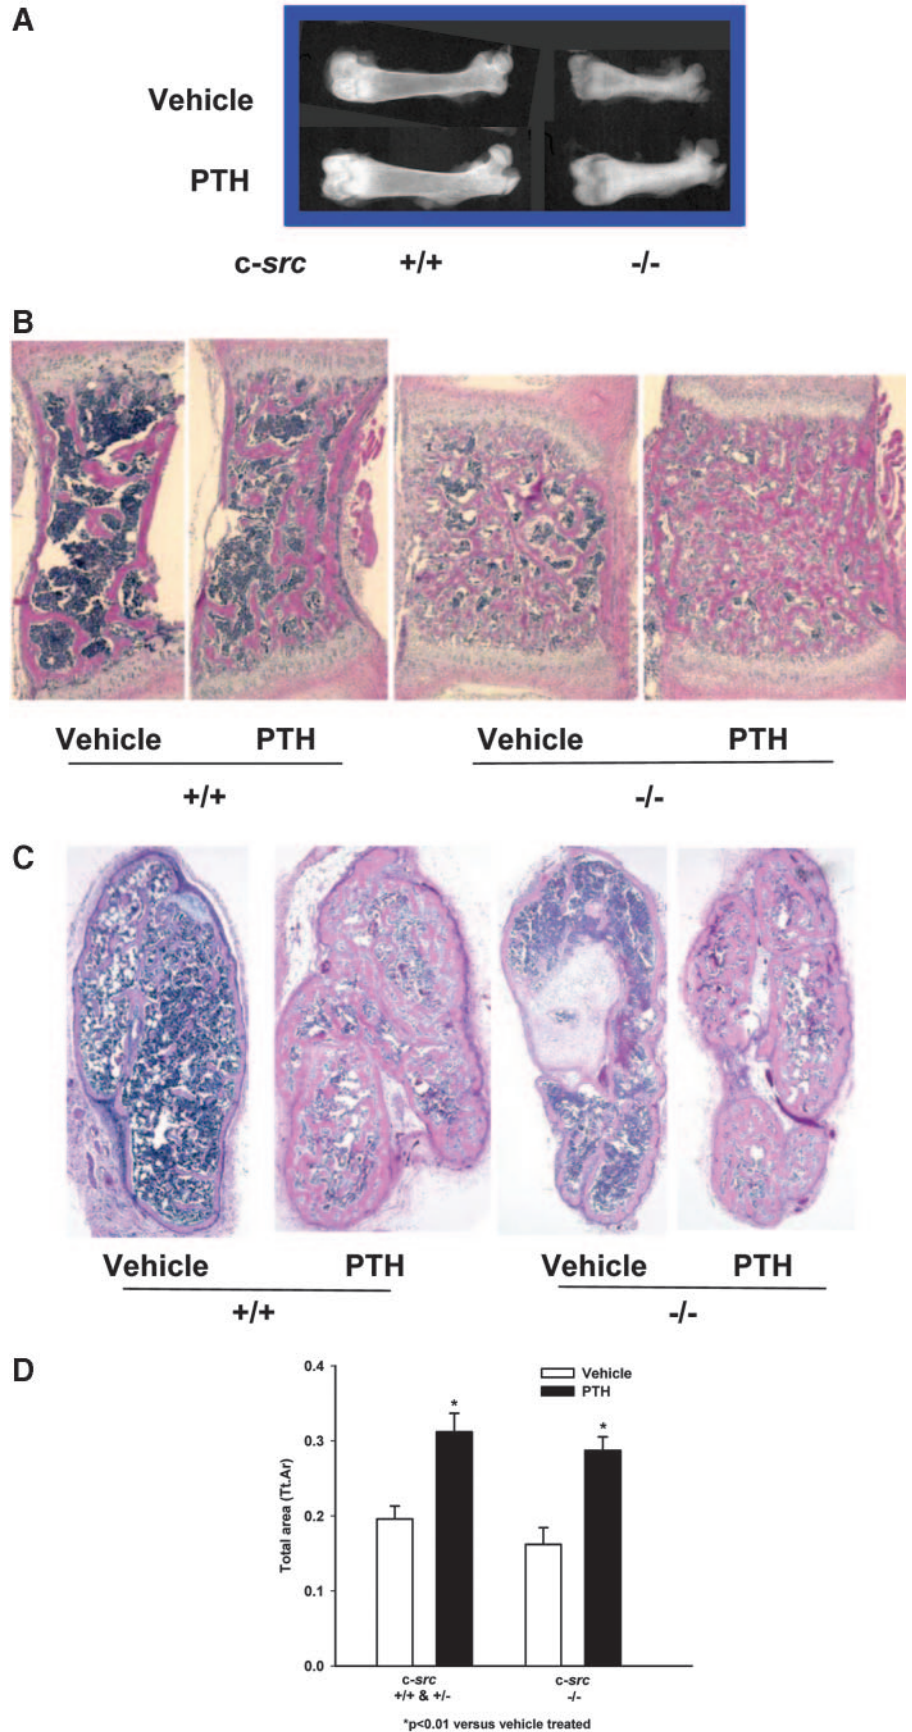 A
Vehicle
PTH
c-src +/+ -/-
B
Vehicle PTH Vehicle PTH
+/+ -/-
C
Vehicle PTH Vehicle PTH
+/+ -/-
D
0.4
Vehicle
PTH
* *
0.3
Total area (Tt.Ar)
0.2
0.1
0.0
c-src c-src
+/+ & +/- -/-
*p<0.01 versus vehicle treated